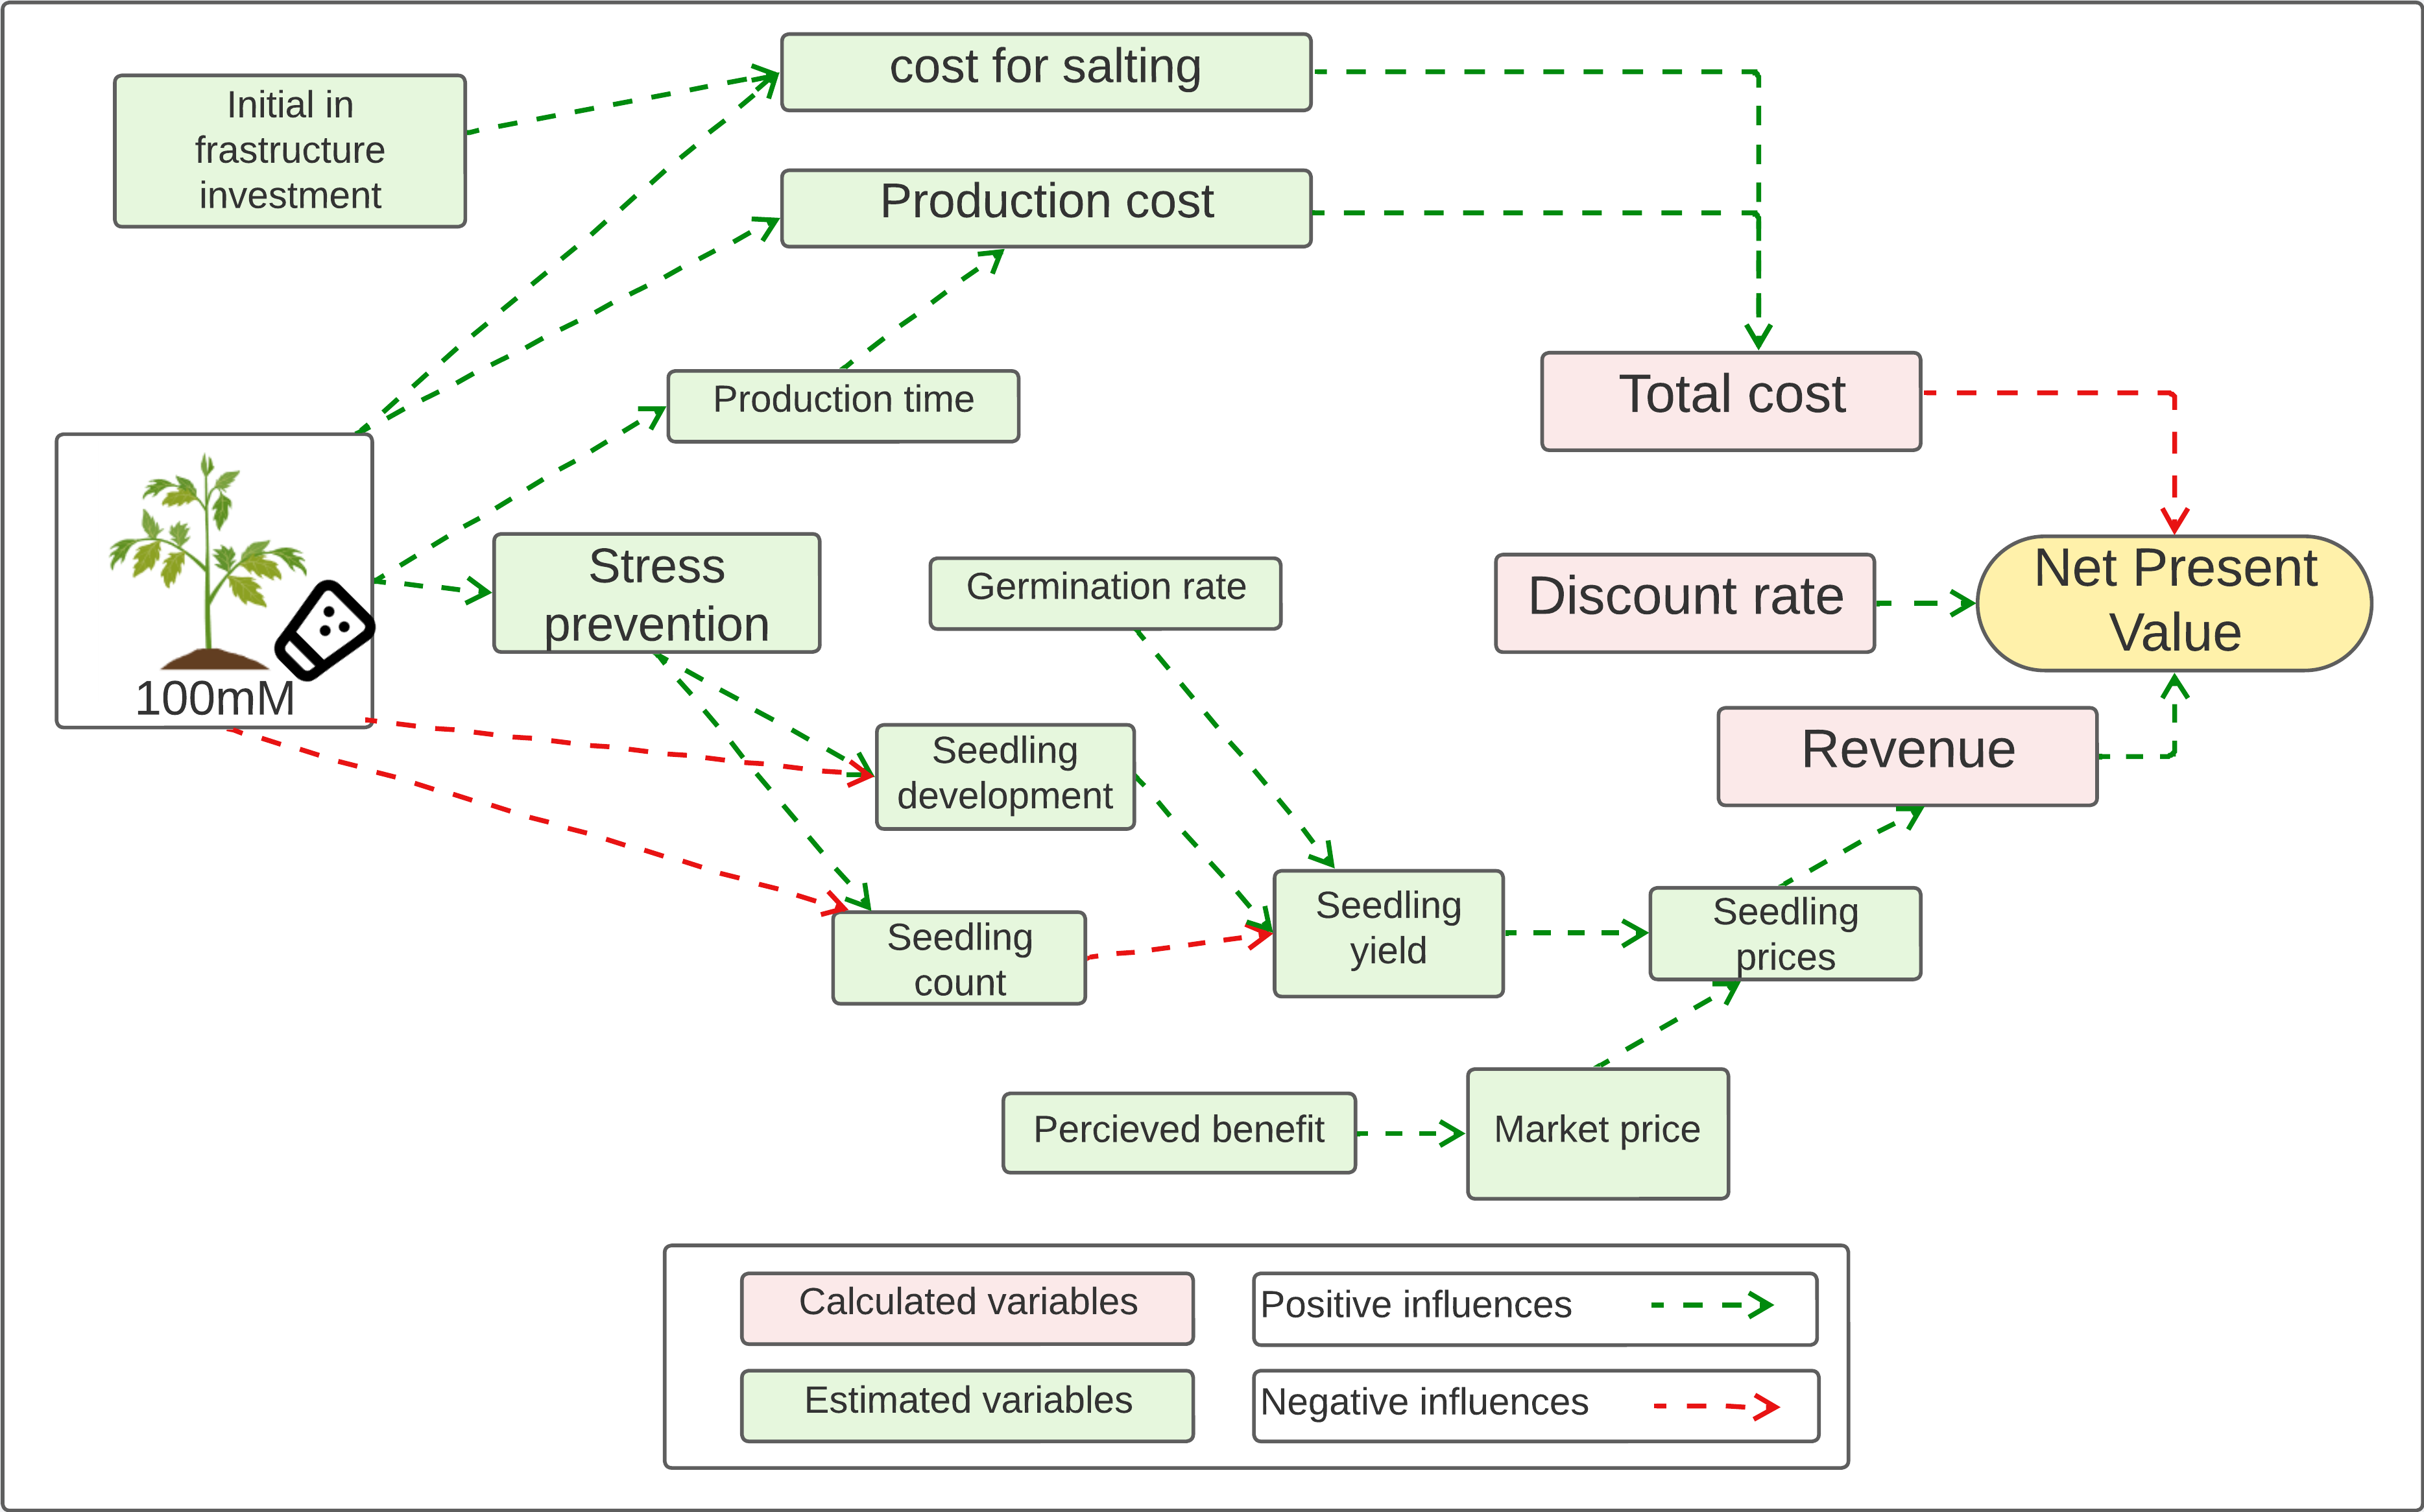 cost for salting
Initial in
frastructure
investment
Production cost
Production time
Total cost
Stress
prevention
Germination rate
Discount rate
Net Present
Value
100mM
Seedling
development
Revenue
Seedling
count
Seedling
yield
Seedling
prices
Percieved benefit
Market price
Calculated variables
Positive influences
Estimated variables
Negative influences